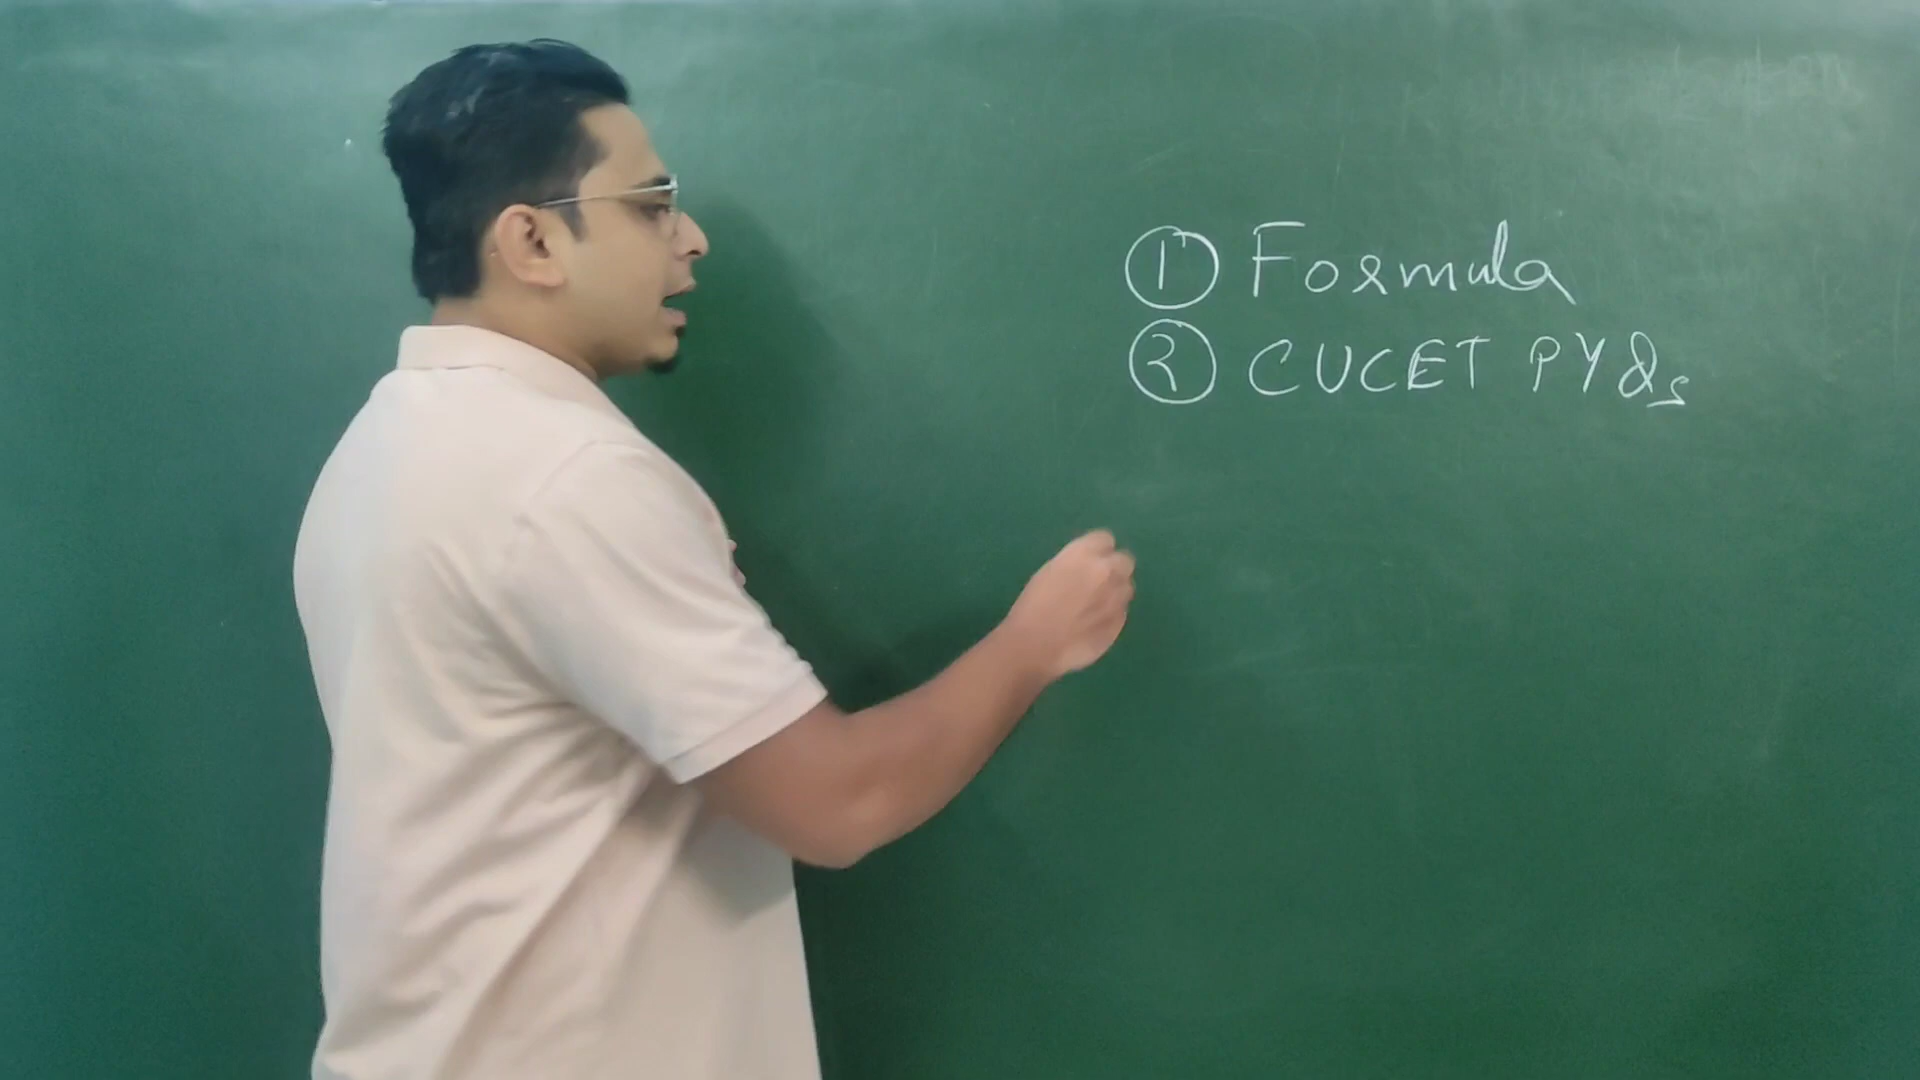 ① Formula
② CUCET PYQs